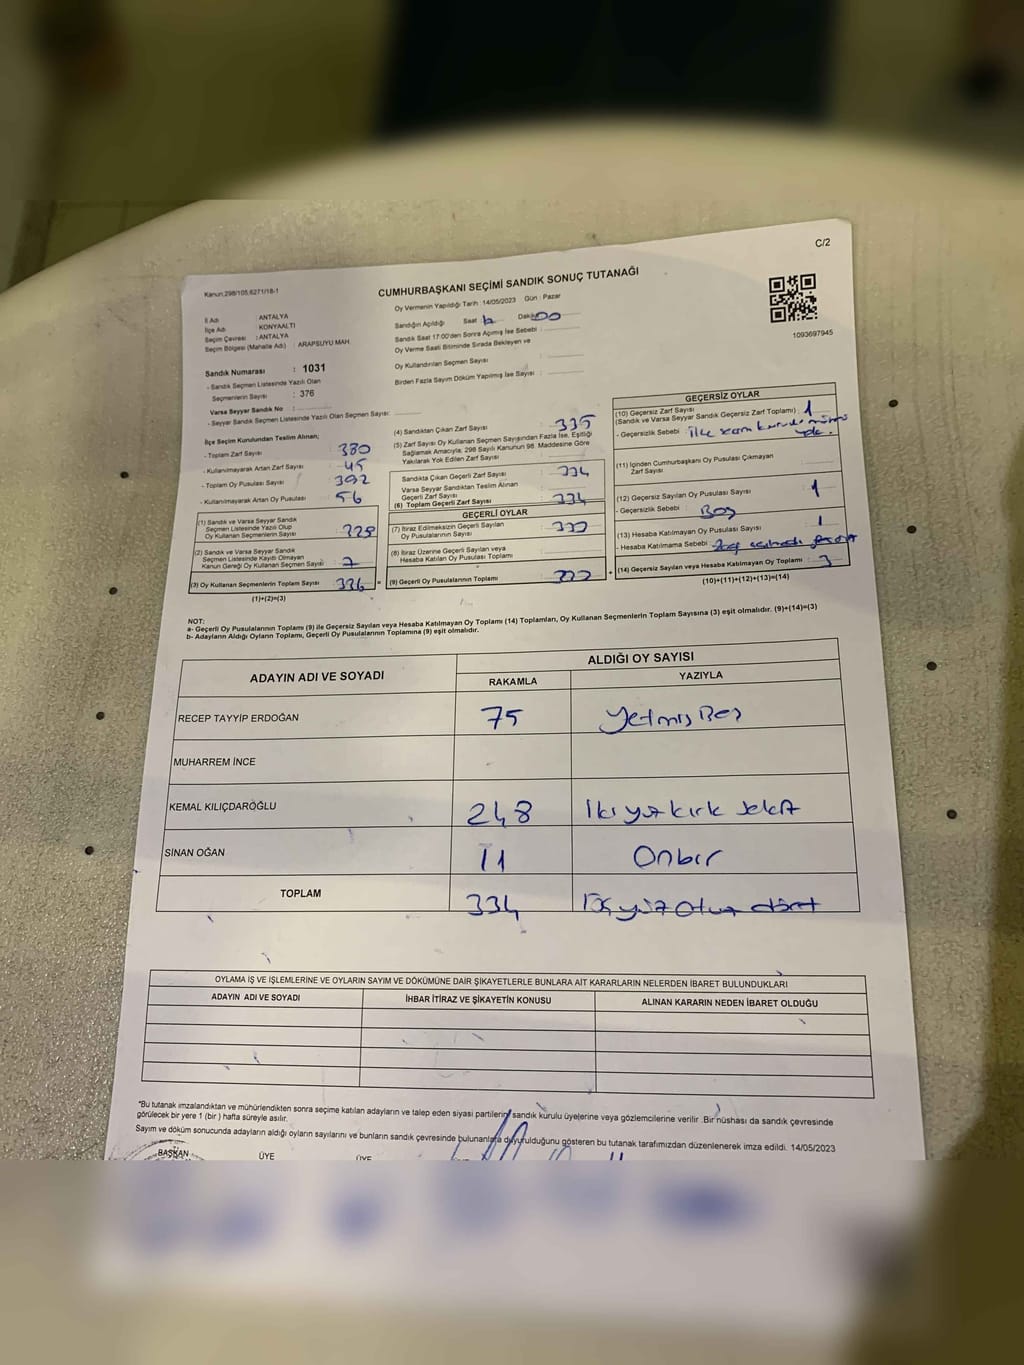 C/2
Kanun:298/105,6271/18-1
CUMHURBAŞKANI SEÇİMİ SANDIK SONUÇ TUTANAĞI
Oy Vermenin Yapıldığı Tarih :14/05/2023 Gün : Pazar
1093697945
İl Adı : ANTALYA
İlçe Adı : KONYAALTI
Seçim Çevresi : ANTALYA
Seçim Bölgesi (Mahalle Adı) : ARAPSUYU MAH.
Sandık Numarası : 1031
- Sandık Seçmen Listesinde Yazılı Olan
Seçmenlerin Sayısı : 376
Varsa Seyyar Sandık No :
- Seyyar Sandık Seçmen Listesinde Yazılı Olan Seçmen Sayısı:
Sandığın Açıldığı Saat Dakika 00
Sandık Saat 17:00'den Sonra Açımış İse Sebebi :
Oy Verme Saati Bitiminde Sırada Bekleyen ve
Oy Kullandırılan Seçmen Sayısı :
Birden Fazla Sayım Döküm Yapılmış İse Sayısı :
İlçe Seçim Kurulundan Teslim Alınan;
- Toplam Zarf Sayısı : 380
- Kullanılmayarak Artan Zarf Sayısı : 45
- Toplam Oy Pusulası Sayısı : 392
- Kullanılmayarak Artan Oy Pusulası : 56
(1) Sandık ve Varsa Seyyar Sandık
Seçmen Listesinde Yazılı Olup
Oy Kullanan Seçmen Sayısı : 329
(2) Sandık ve Varsa Seyyar Sandık
Seçmen Listesinde Kayıtlı Olmayan
Kanun Gereği Oy Kullanan Seçmen Sayısı : 7
(3) Oy Kullanan Seçmenlerin Toplam Sayısı : 336 =
(1)+(2)=(3)
(4) Sandıktan Çıkan Zarf Sayısı : 335
(5) Zarf Sayısı Oy Kullanan Seçmen Sayısından Fazla İse, Eşitliği
Sağlamak Amacıyla; 298 Sayılı Kanunun 98. Maddesine Göre
Yakılarak Yok Edilen Zarf Sayısı :
Sandıkta Çıkan Geçerli Zarf Sayısı : 334
Varsa Seyyar Sandıktan Teslim Alınan
Geçerli Zarf Sayısı :
(6) Toplam Geçerli Zarf Sayısı : 334
GEÇERLİ OYLAR
(7) İtiraz Edilmeksizin Geçerli Sayılan
Oy Pusulalarının Sayısı : 333
(8) İtiraz Üzerine Geçerli Sayılan veya
Hesaba Katılan Oy Pusulası Toplamı :
(9) Geçerli Oy Pusulalarının Toplamı : 333 +
GEÇERSİZ OYLAR
(10) Geçersiz Zarf Sayısı
(Sandık ve Varsa Seyyar Sandık Geçersiz Zarf Toplamı) : 1
- Geçersizlik Sebebi : İlçe seçim kurulu mührü
yok.
(11) İçinden Cumhurbaşkanı Oy Pusulası Çıkmayan
Zarf Sayısı :
(12) Geçersiz Sayılan Oy Pusulası Sayısı : 1
- Geçersizlik Sebebi : Boş
(13) Hesaba Katılmayan Oy Pusulası Sayısı : 1
- Hesaba Katılmama Sebebi : Zarf
(14) Geçersiz Sayılan veya Hesaba Katılmayan Oy Toplamı : 3
(10)+(11)+(12)+(13)=(14)
NOT:
a- Geçerli Oy Pusulalarının Toplamı (9) ile Geçersiz Sayılan veya Hesaba Katılmayan Oy Toplamı (14) Toplamları, Oy Kullanan Seçmenlerin Toplam Sayısına (3) eşit olmalıdır. (9)+(14)=(3)
b- Adayların Aldığı Oyların Toplamı, Geçerli Oy Pusulalarının Toplamına (9) eşit olmalıdır.
ADAYIN ADI VE SOYADI
ALDIĞI OY SAYISI
RAKAMLA YAZIYLA
RECEP TAYYİP ERDOĞAN 75 YetmişBeş
MUHARREM İNCE -
KEMAL KILIÇDAROĞLU 248 İki yüz kırk sekiz
SİNAN OĞAN 11 Onbir
TOPLAM 334 Üç yüz Otuz dört
OYLAMA İŞ VE İŞLEMLERİNE VE OYLARIN SAYIM VE DÖKÜMÜNE DAİR ŞİKAYETLERLE BUNLARA AİT KARARLARIN NELERDEN İBARET BULUNDUKLARI
ADAYIN ADI VE SOYADI İHBAR İTİRAZ VE ŞİKAYETİN KONUSU ALINAN KARARIN NEDEN İBARET OLDUĞU
*Bu tutanak imzalandıktan ve mühürlendikten sonra seçime katılan adayların ve talep eden siyasi partilerin sandık kurulu üyelerine veya gözlemcilerine verilir. Bir nüshası da sandık çevresinde
görülecek bir yere 1 (bir ) hafta süreyle asılır.
Sayım ve döküm sonucunda adayların aldığı oyların sayılarını ve bunların sandık çevresinde bulunanlara duyurulduğunu gösteren bu tutanak tarafımızdan düzenlenerek imza edildi. 14/05/2023
BAŞKAN ÜYE ÜYE